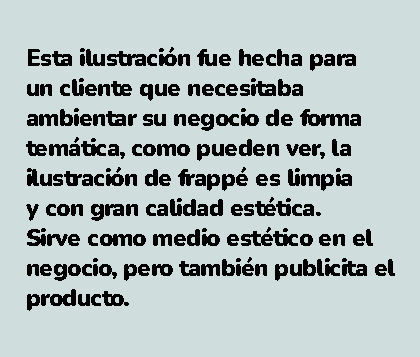 Esta ilustración fue hecha para
un cliente que necesitaba
ambientar su negocio de forma
temática, como pueden ver, la
ilustración de frappé es limpia
y con gran calidad estética.
Sirve como medio estético en el
negocio, pero también publicita el
producto.